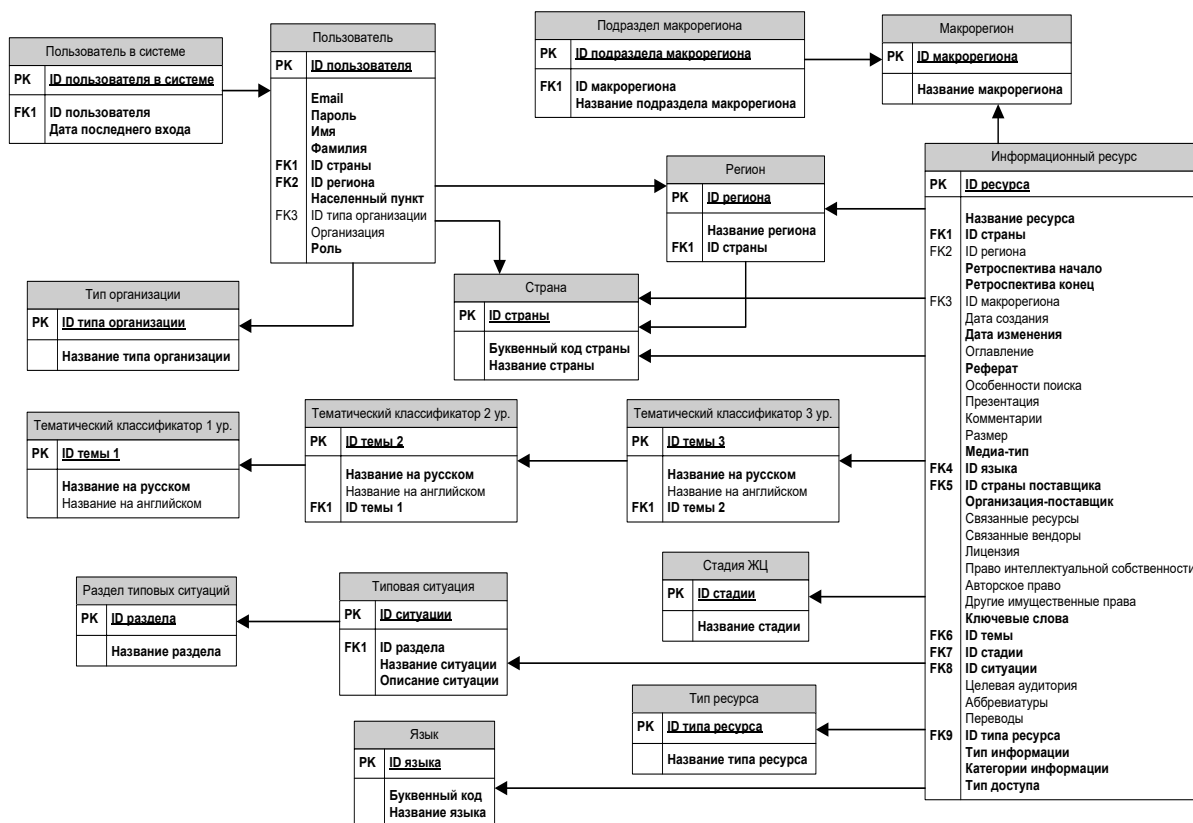 Пользователь в системе
PK ID пользователя в системе
FK1 ID пользователя
Дата последнего входа
Пользователь
PK ID пользователя
Email
Пароль
Имя
Фамилия
FK1 ID страны
FK2 ID региона
Населенный пункт
FK3 ID типа организации
Организация
Роль
Подраздел макрорегиона
PK ID подраздела макрорегиона
FK1 ID макрорегиона
Название подраздела макрорегиона
Макрорегион
PK ID макрорегиона
Название макрорегиона
Регион
PK ID региона
Название региона
FK1 ID страны
Информационный ресурс
PK ID ресурса
Название ресурса
FK1 ID страны
FK2 ID региона
Ретроспектива начало
Ретроспектива конец
FK3 ID макрорегиона
Дата создания
Дата изменения
Оглавление
Реферат
Особенности поиска
Презентация
Комментарии
Размер
Медиа-тип
FK4 ID языка
FK5 ID страны поставщика
Организация-поставщик
Связанные ресурсы
Связанные вендоры
Лицензия
Право интеллектуальной собственности
Авторское право
Другие имущественные права
Ключевые слова
FK6 ID темы
FK7 ID стадии
FK8 ID ситуации
Целевая аудитория
Аббревиатуры
Переводы
FK9 ID типа ресурса
Тип информации
Категории информации
Тип доступа
Тип организации
PK ID типа организации
Название типа организации
Страна
PK ID страны
Буквенный код страны
Название страны
Тематический классификатор 1 ур.
PK ID темы 1
Название на русском
Название на английском
Тематический классификатор 2 ур.
PK ID темы 2
Название на русском
Название на английском
FK1 ID темы 1
Тематический классификатор 3 ур.
PK ID темы 3
Название на русском
Название на английском
FK1 ID темы 2
Раздел типовых ситуаций
PK ID раздела
Название раздела
Типовая ситуация
PK ID ситуации
FK1 ID раздела
Название ситуации
Описание ситуации
Стадия ЖЦ
PK ID стадии
Название стадии
Тип ресурса
PK ID типа ресурса
Название типа ресурса
Язык
PK ID языка
Буквенный код
Название языка